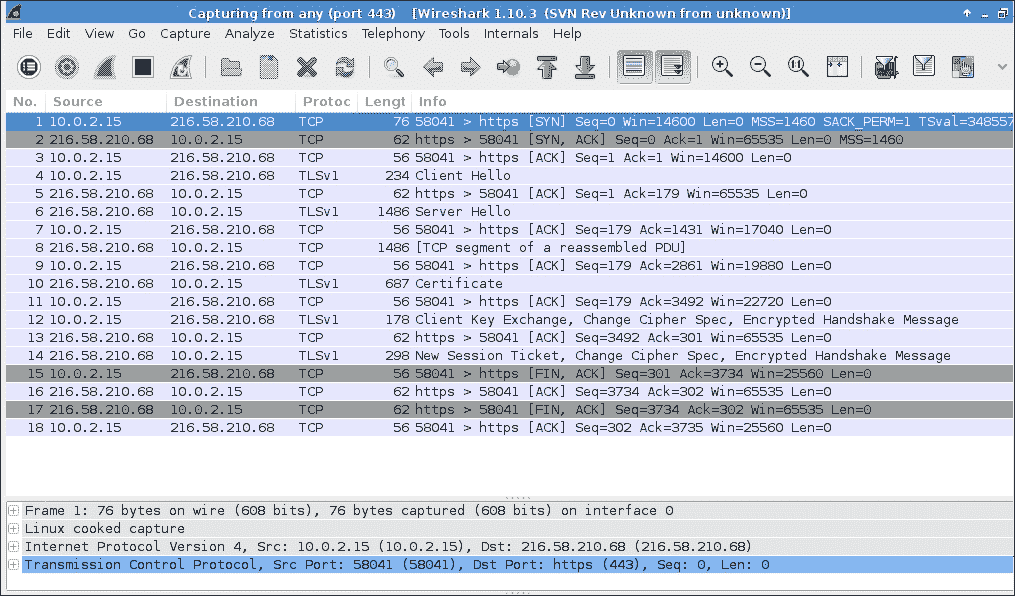 Capturing from any (port 443) [Wireshark 1.10.3 (SVN Rev Unknown from unknown)]
File Edit View Go Capture Analyze Statistics Telephony Tools Internals Help
No. Source Destination Protoc Lengt Info
1 10.0.2.15 216.58.210.68 TCP 76 58041 > https [SYN] Seq=0 Win=14600 Len=0 MSS=1460 SACK_PERM=1 TSval=348557
2 216.58.210.68 10.0.2.15 TCP 62 https > 58041 [SYN, ACK] Seq=0 Ack=1 Win=65535 Len=0 MSS=1460
3 10.0.2.15 216.58.210.68 TCP 56 58041 > https [ACK] Seq=1 Ack=1 Win=14600 Len=0
4 10.0.2.15 216.58.210.68 TLSv1 234 Client Hello
5 216.58.210.68 10.0.2.15 TCP 62 https > 58041 [ACK] Seq=1 Ack=179 Win=65535 Len=0
6 216.58.210.68 10.0.2.15 TLSv1 1486 Server Hello
7 10.0.2.15 216.58.210.68 TCP 56 58041 > https [ACK] Seq=179 Ack=1431 Win=17040 Len=0
8 216.58.210.68 10.0.2.15 TCP 1486 [TCP segment of a reassembled PDU]
9 10.0.2.15 216.58.210.68 TCP 56 58041 > https [ACK] Seq=179 Ack=2861 Win=19880 Len=0
10 216.58.210.68 10.0.2.15 TLSv1 687 Certificate
11 10.0.2.15 216.58.210.68 TCP 56 58041 > https [ACK] Seq=179 Ack=3492 Win=22720 Len=0
12 10.0.2.15 216.58.210.68 TLSv1 178 Client Key Exchange, Change Cipher Spec, Encrypted Handshake Message
13 216.58.210.68 10.0.2.15 TCP 62 https > 58041 [ACK] Seq=3492 Ack=301 Win=65535 Len=0
14 216.58.210.68 10.0.2.15 TLSv1 298 New Session Ticket, Change Cipher Spec, Encrypted Handshake Message
15 10.0.2.15 216.58.210.68 TCP 56 58041 > https [FIN, ACK] Seq=301 Ack=3734 Win=25560 Len=0
16 216.58.210.68 10.0.2.15 TCP 62 https > 58041 [ACK] Seq=3734 Ack=302 Win=65535 Len=0
17 216.58.210.68 10.0.2.15 TCP 62 https > 58041 [FIN, ACK] Seq=3734 Ack=302 Win=65535 Len=0
18 10.0.2.15 216.58.210.68 TCP 56 58041 > https [ACK] Seq=302 Ack=3735 Win=25560 Len=0
Frame 1: 76 bytes on wire (608 bits), 76 bytes captured (608 bits) on interface 0
Linux cooked capture
Internet Protocol Version 4, Src: 10.0.2.15 (10.0.2.15), Dst: 216.58.210.68 (216.58.210.68)
Transmission Control Protocol, Src Port: 58041 (58041), Dst Port: https (443), Seq: 0, Len: 0